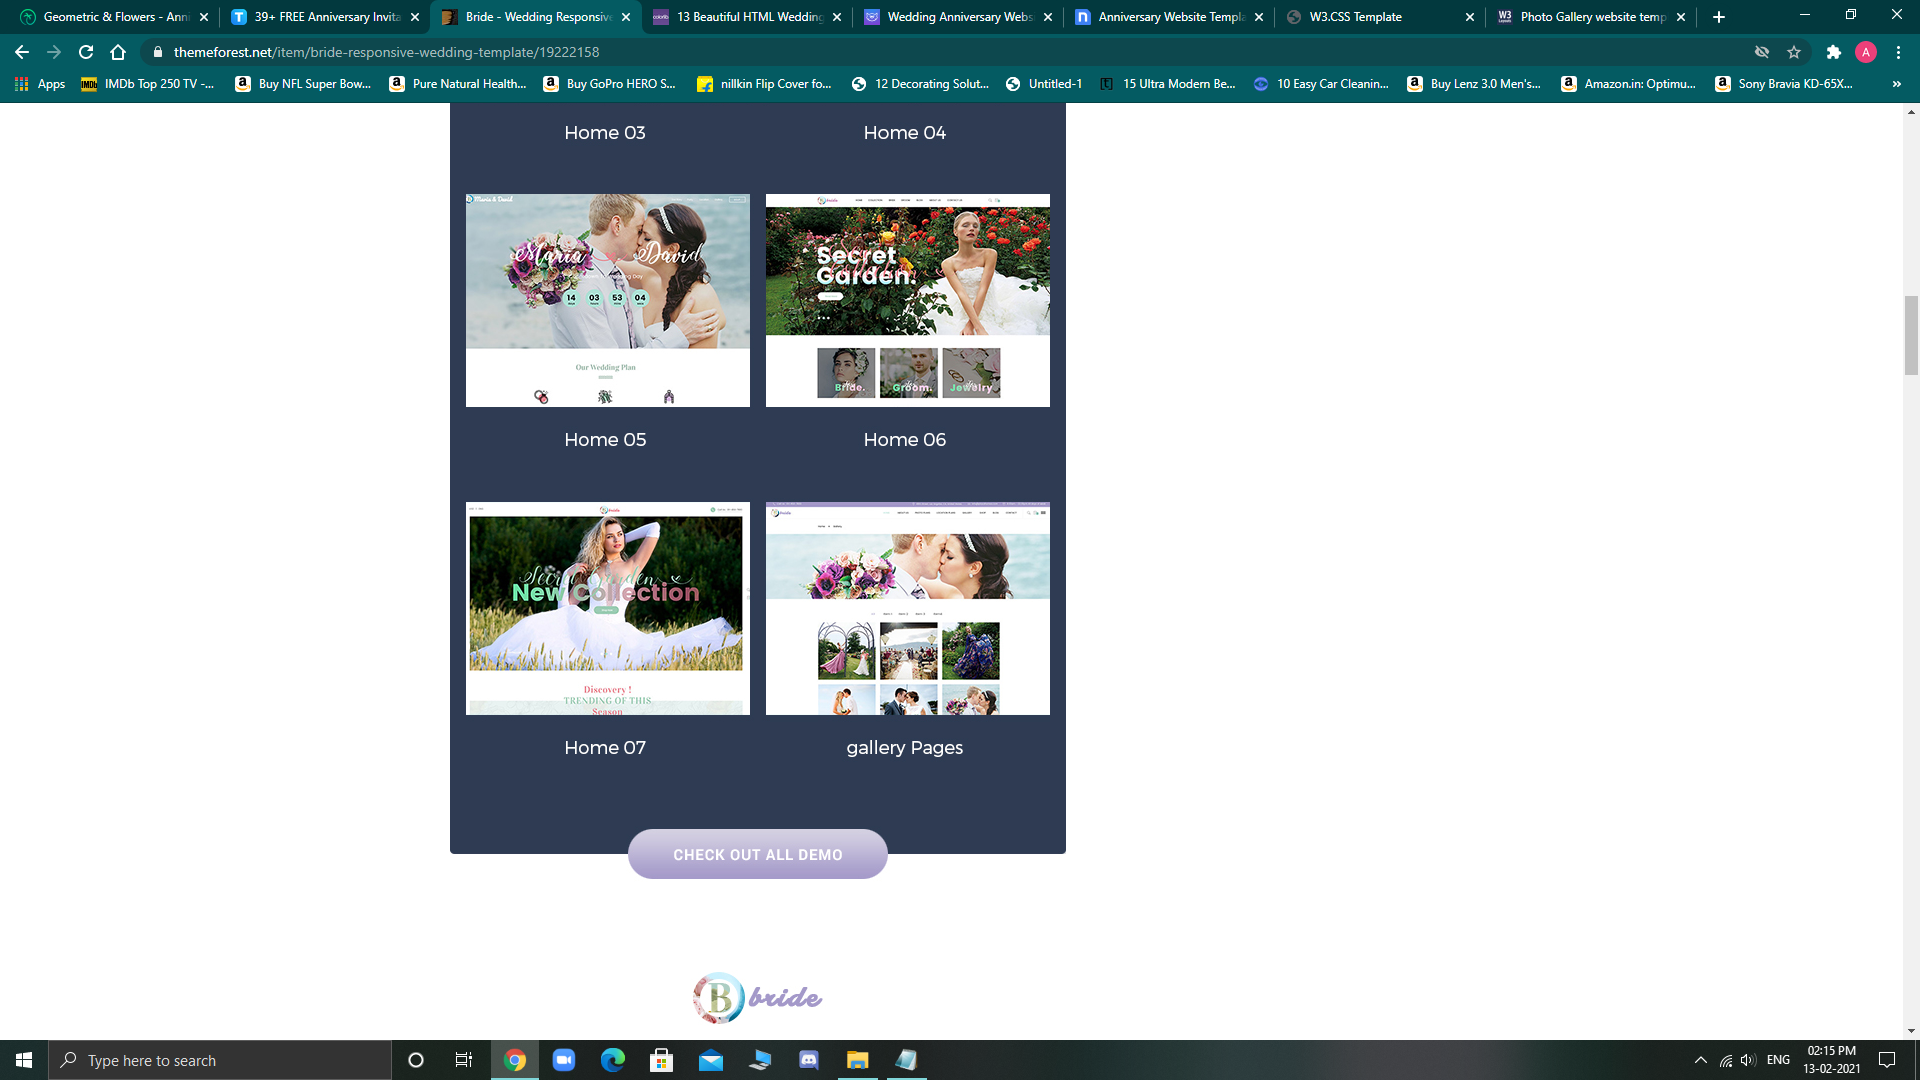 Geometric & Flowers - Anni
39+ FREE Anniversary Invita
Bride - Wedding Responsive
13 Beautiful HTML Wedding
Wedding Anniversary Webs
Anniversary Website Templa
W3.CSS Template
Photo Gallery website temp
themeforest.net/item/bride-responsive-wedding-template/19222158
A
Apps
IMDb Top 250 TV -...
Buy NFL Super Bow...
Pure Natural Health...
Buy GoPro HERO S...
nillkin Flip Cover fo...
12 Decorating Solut...
Untitled-1
15 Ultra Modern Be...
10 Easy Car Cleanin...
Buy Lenz 3.0 Men's...
Amazon.in: Optimu...
Sony Bravia KD-65X...
Home 03
Home 04
Maria & David
Maria David
14 03 53 04
Our Wedding Plan
Secret
Garden.
Bride.
Groom.
Jewelry
Home 05
Home 06
Secret Garden
New Collection
Discovery !
TRENDING OF THIS
Season
Home 07
gallery Pages
CHECK OUT ALL DEMO
B bride
Type here to search
ENG
02:15 PM
13-02-2021